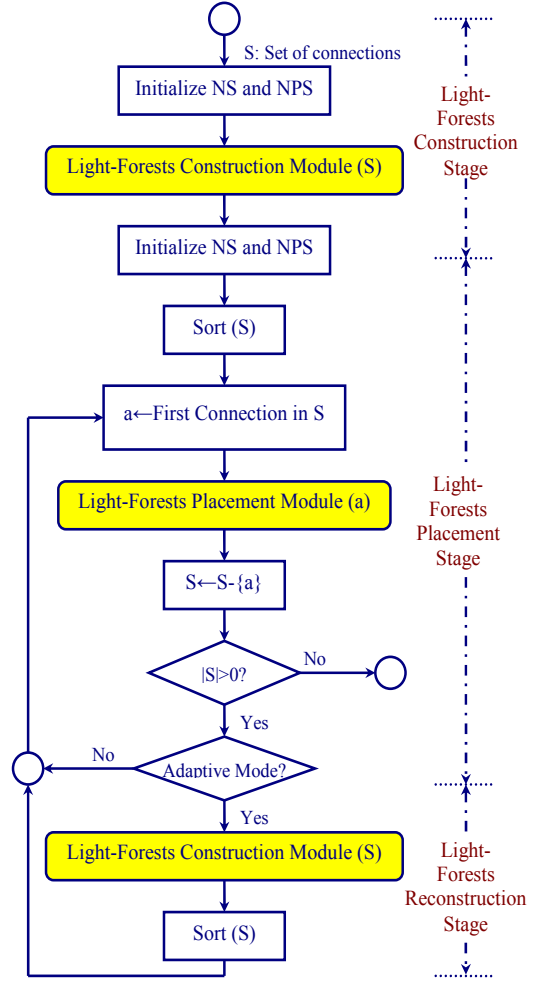 S: Set of connections
Initialize NS and NPS
Light-
Forests
Construction
Stage
Light-Forests Construction Module (S)
Initialize NS and NPS
Sort (S)
a←First Connection in S
Light-Forests Placement Module (a)
Light-
Forests
Placement
Stage
S←S-{a}
|S|>0?
No
Yes
No
Adaptive Mode?
Yes
Light-Forests Construction Module (S)
Light-
Forests
Reconstruction
Stage
Sort (S)